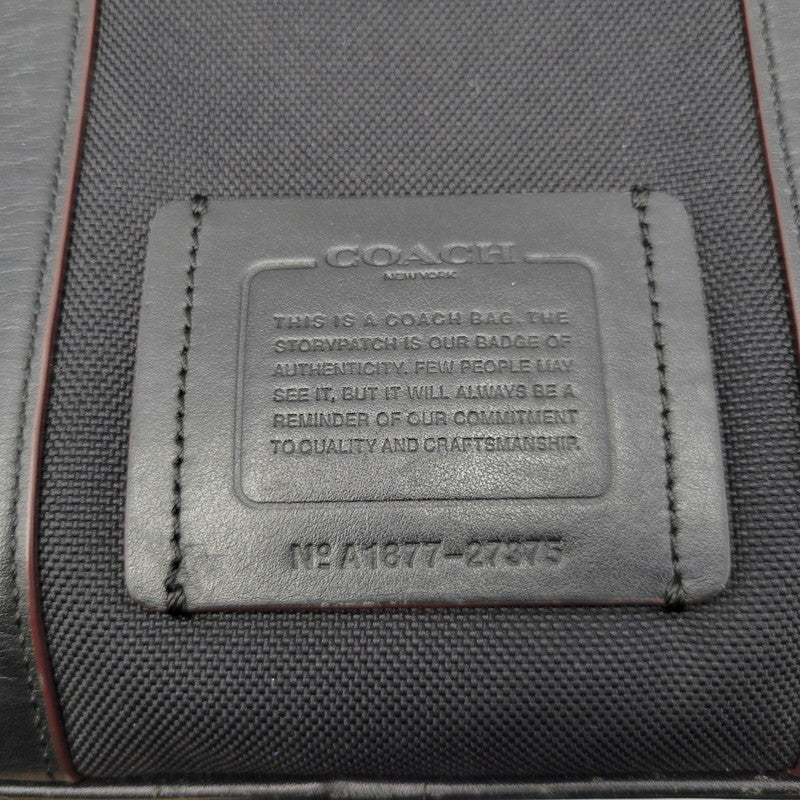 COACH
NEW YORK
THIS IS A COACH BAG. THE
STORYPATCH IS OUR BADGE OF
AUTHENTICITY. FEW PEOPLE MAY
SEE IT, BUT IT WILL ALWAYS BE A
REMINDER OF OUR COMMITMENT
TO QUALITY AND CRAFTSMANSHIP.
Nº A1877-27375